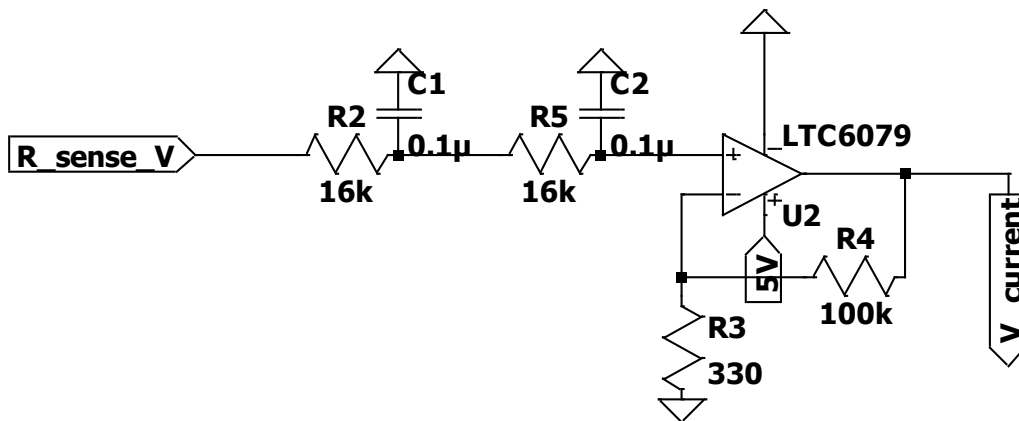 C1
C2
R2
R5
LTC6079
R_sense_V
0.1µ
0.1µ
+
−
16k
16k
−
+
U2
R4
5V
100k
V_current
R3
330